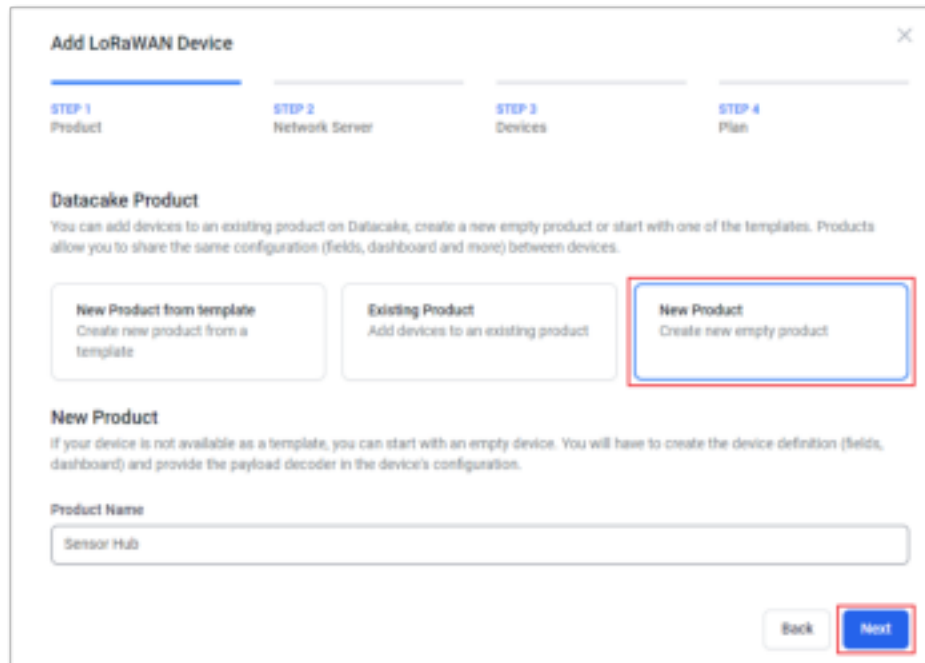 Add LoRaWAN Device
STEP 1
Product
STEP 2
Network Server
STEP 3
Devices
STEP 4
Plan
Datacake Product
You can add devices to an existing product on Datacake, create a new empty product or start with one of the templates. Products
allow you to share the same configuration (fields, dashboard and more) between devices.
New Product from template
Create new product from a
template
Existing Product
Add devices to an existing product
New Product
Create new empty product
New Product
If your device is not available as a template, you can start with an empty device. You will have to create the device definition (fields,
dashboard) and provide the payload decoder in the device's configuration.
Product Name
Sensor Hub
Back
Next